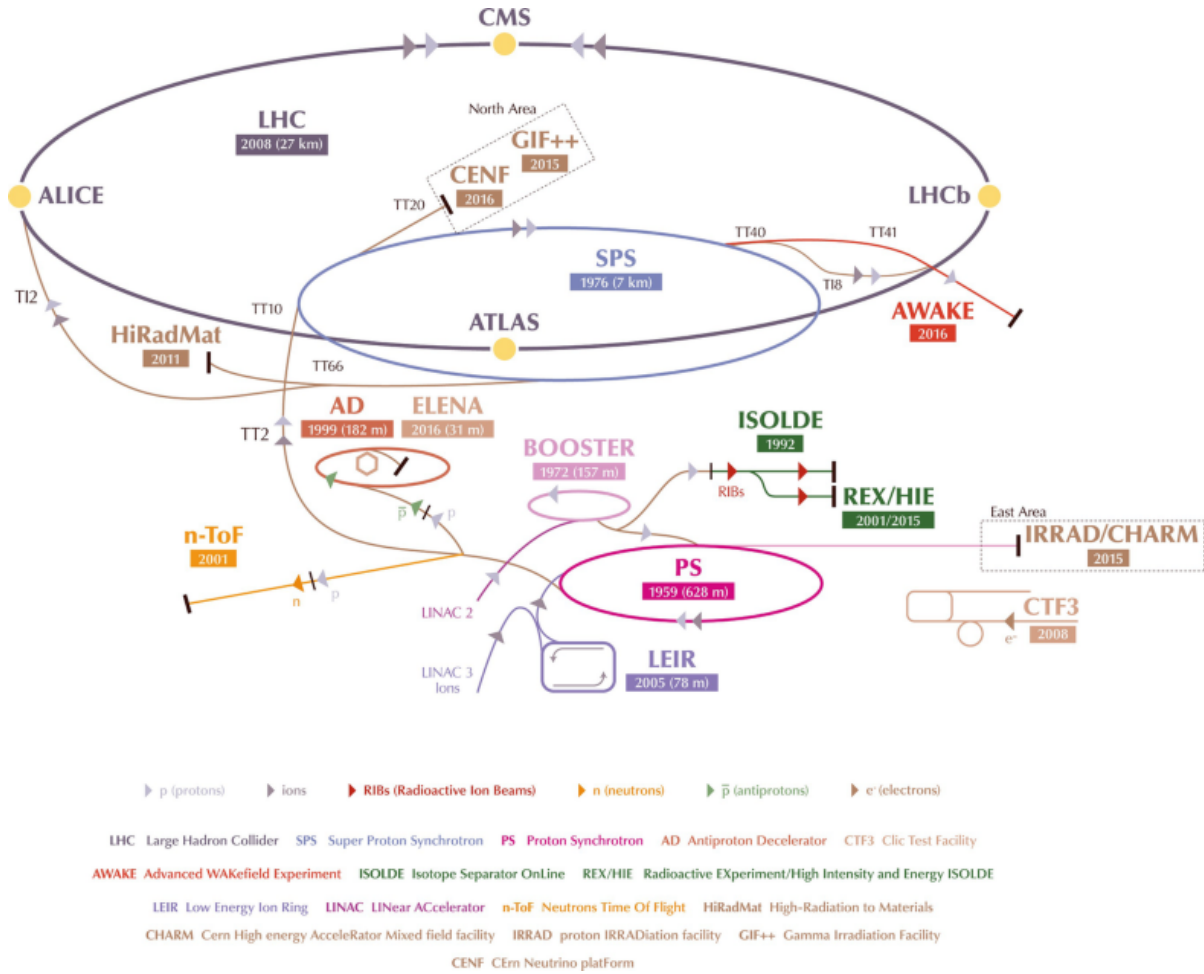 CMS
North Area
LHC
2008 (27 km)
GIF++
2015
CENF
2016
ALICE
LHCb
TT20
TT40
TT41
SPS
1976 (7 km)
TI8
TI2
TT10
ATLAS
AWAKE
2016
HiRadMat
2011
TT66
AD
1999 (182 m)
ELENA
2016 (31 m)
TT2
ISOLDE
1992
BOOSTER
1972 (157 m)
RIBs
REX/HIE
2001/2015
p̅
p
East Area
IRRAD/CHARM
2015
n-ToF
2001
n
p
PS
1959 (628 m)
LINAC 2
CTF3
2008
e⁻
LINAC 3
Ions
LEIR
2005 (78 m)
p (protons) ions RIBs (Radioactive Ion Beams) n (neutrons) p̅ (antiprotons) e⁻ (electrons)
LHC Large Hadron Collider SPS Super Proton Synchrotron PS Proton Synchrotron AD Antiproton Decelerator CTF3 Clic Test Facility
AWAKE Advanced WAKefield Experiment ISOLDE Isotope Separator OnLine REX/HIE Radioactive EXperiment/High Intensity and Energy ISOLDE
LEIR Low Energy Ion Ring LINAC LINear ACcelerator n-ToF Neutrons Time Of Flight HiRadMat High-Radiation to Materials
CHARM Cern High energy AcceleRator Mixed field facility IRRAD proton IRRADiation facility GIF++ Gamma Irradiation Facility
CENF CErn Neutrino platForm